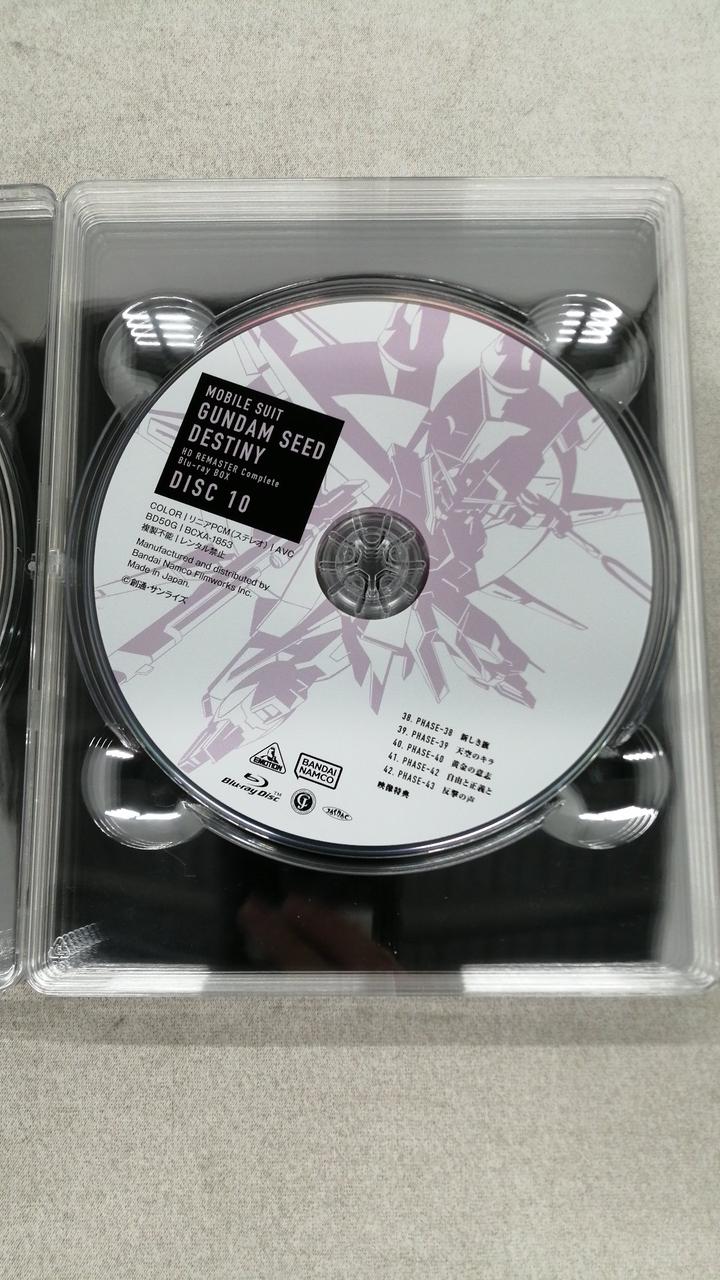 MOBILE SUIT
GUNDAM SEED
DESTINY
HD REMASTER Complete
Blu-ray BOX
DISC 10
COLOR | リニアPCM(ステレオ) | AVC
BD50G | BCXA-1853
複製不能 | レンタル禁止
Manufactured and distributed by
Bandai Namco Filmworks Inc.
Made in Japan.
©創通・サンライズ
38. PHASE-38 新しき旗
39. PHASE-39 天空のキラ
40. PHASE-40 黄金の意志
41. PHASE-42 自由と正義と
42. PHASE-43 反撃の声
映像特典
EMOTION
BANDAI
NAMCO
Blu-ray Disc TM